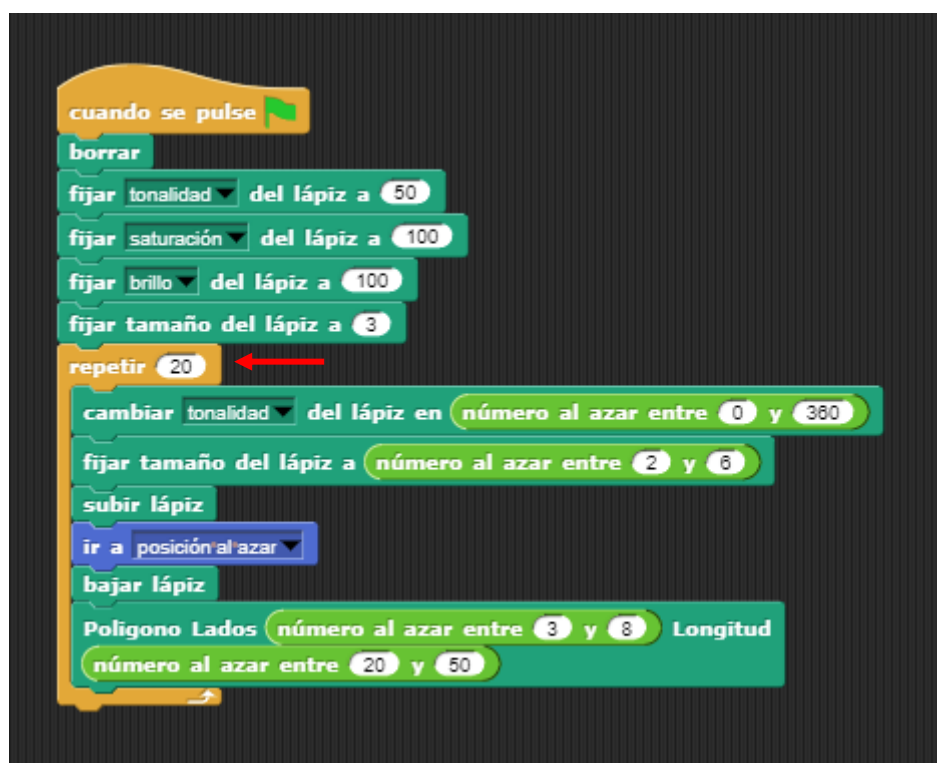 cuando se pulse
borrar
fijar tonalidad del lápiz a 50
fijar saturación del lápiz a 100
fijar brillo del lápiz a 100
fijar tamaño del lápiz a 3
repetir 20
cambiar tonalidad del lápiz en número al azar entre 0 y 360
fijar tamaño del lápiz a número al azar entre 2 y 6
subir lápiz
ir a posición al azar
bajar lápiz
Poligono Lados número al azar entre 3 y 8 Longitud
número al azar entre 20 y 50